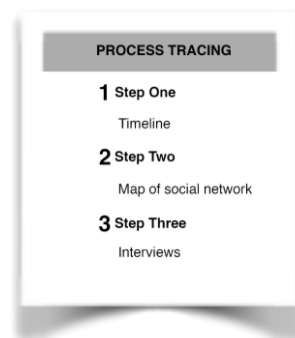 PROCESS TRACING
1 Step One
Timeline
2 Step Two
Map of social network
3 Step Three
Interviews